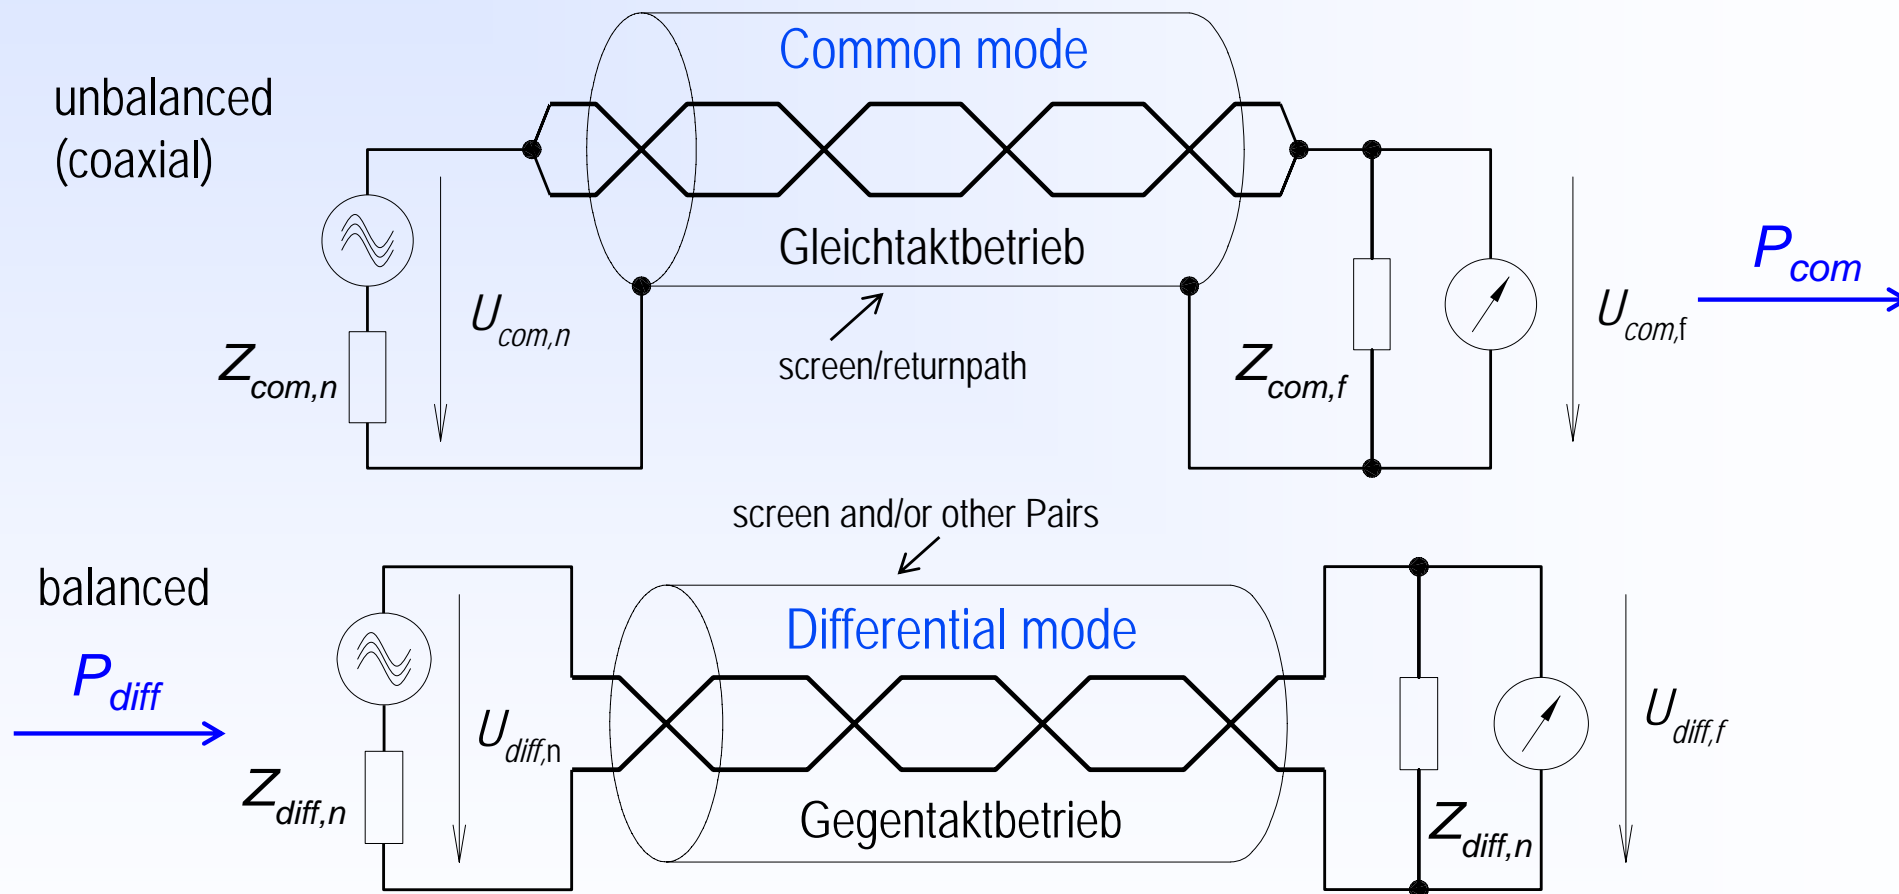 Common mode
unbalanced
(coaxial)
Gleichtaktbetrieb
P com
U com,n
U com,f
Z com,n
screen/returnpath
Z com,f
screen and/or other Pairs
balanced
Differential mode
P diff
U diff,n
U diff,f
Z diff,n
Gegentaktbetrieb
Z diff,n